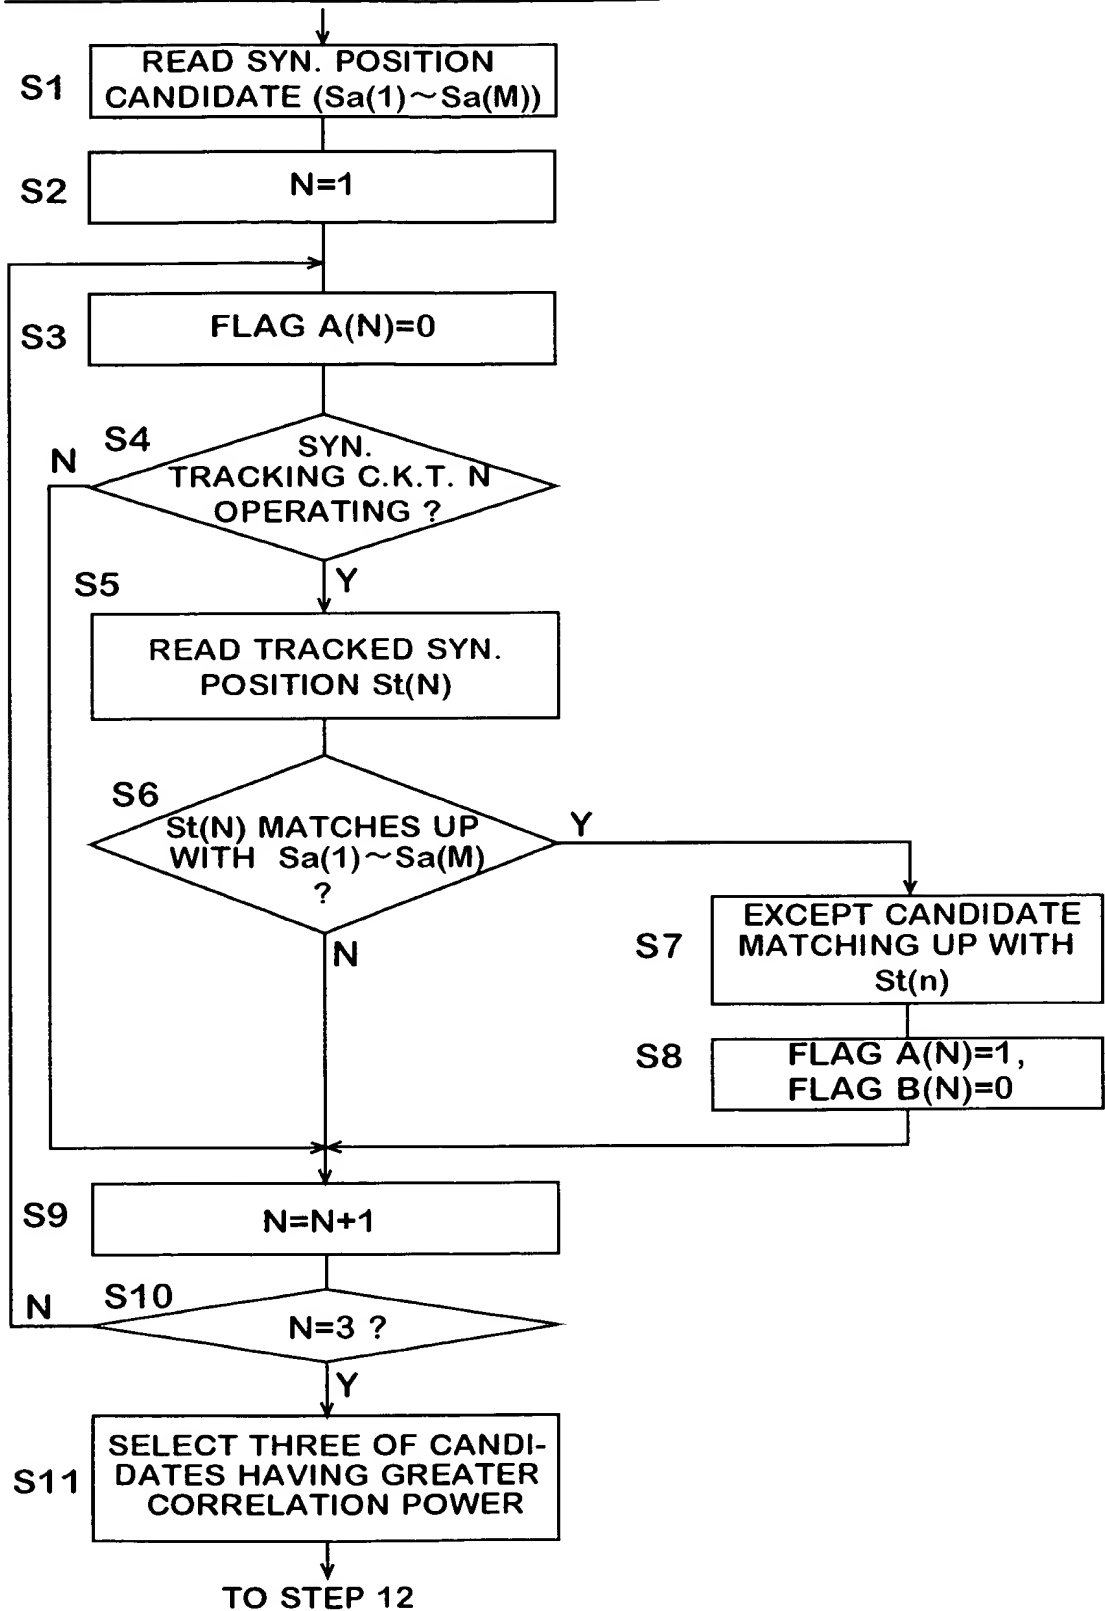 S1
READ SYN. POSITION
CANDIDATE (Sa(1)~Sa(M))
S2
N=1
S3
FLAG A(N)=0
S4
N
SYN.
TRACKING C.K.T. N
OPERATING ?
Y
S5
READ TRACKED SYN.
POSITION St(N)
S6
St(N) MATCHES UP
WITH Sa(1)~Sa(M)
?
Y
N
S7
EXCEPT CANDIDATE
MATCHING UP WITH
St(n)
S8
FLAG A(N)=1,
FLAG B(N)=0
S9
N=N+1
S10
N
N=3 ?
Y
S11
SELECT THREE OF CANDI-
DATES HAVING GREATER
CORRELATION POWER
TO STEP 12